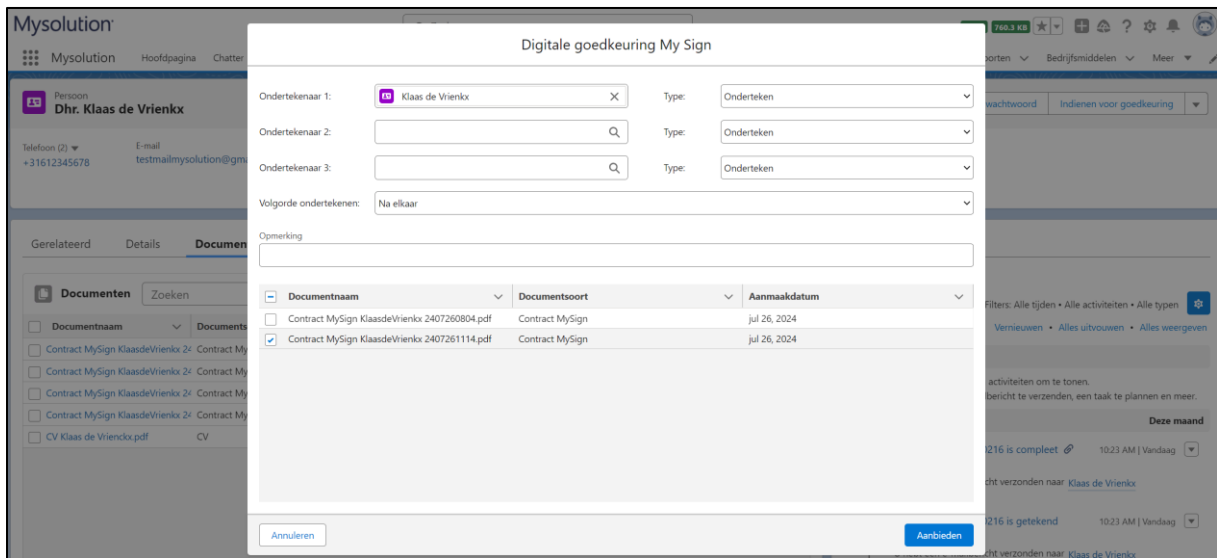 Mysolution
760.3 KB
Digitale goedkeuring My Sign
Mysolution Hoofdpagina Chatter
Bedrijfsmiddelen Meer
Persoon
Dhr. Klaas de Vrienkx
wachtwoord Indienen voor goedkeuring
Telefoon (2) E-mail
+31612345678 testmailmysolution@gma
Ondertekenaar 1: Klaas de Vrienkx Type: Onderteken
Ondertekenaar 2: Type: Onderteken
Ondertekenaar 3: Type: Onderteken
Volgorde ondertekenen: Na elkaar
Opmerking
Gerelateerd Details Documen
Documenten Zoeken
Documentnaam Documents
Contract MySign KlaasdeVrienkx 24 Contract My
Contract MySign KlaasdeVrienkx 24 Contract My
Contract MySign KlaasdeVrienkx 24 Contract My
Contract MySign KlaasdeVrienkx 24 Contract My
CV Klaas de Vrienckx.pdf CV
Documentnaam Documentsoort Aanmaakdatum
Contract MySign KlaasdeVrienkx 2407260804.pdf Contract MySign jul 26, 2024
Contract MySign KlaasdeVrienkx 2407261114.pdf Contract MySign jul 26, 2024
Annuleren Aanbieden
Filters: Alle tijden • Alle activiteiten • Alle typen
Vernieuwen • Alles uitvouwen • Alles weergeven
activiteiten om te tonen.
bericht te verzenden, een taak te plannen en meer.
Deze maand
0216 is compleet 10:23 AM | Vandaag
cht verzonden naar Klaas de Vrienkx
0216 is getekend 10:23 AM | Vandaag
cht verzonden naar Klaas de Vrienkx